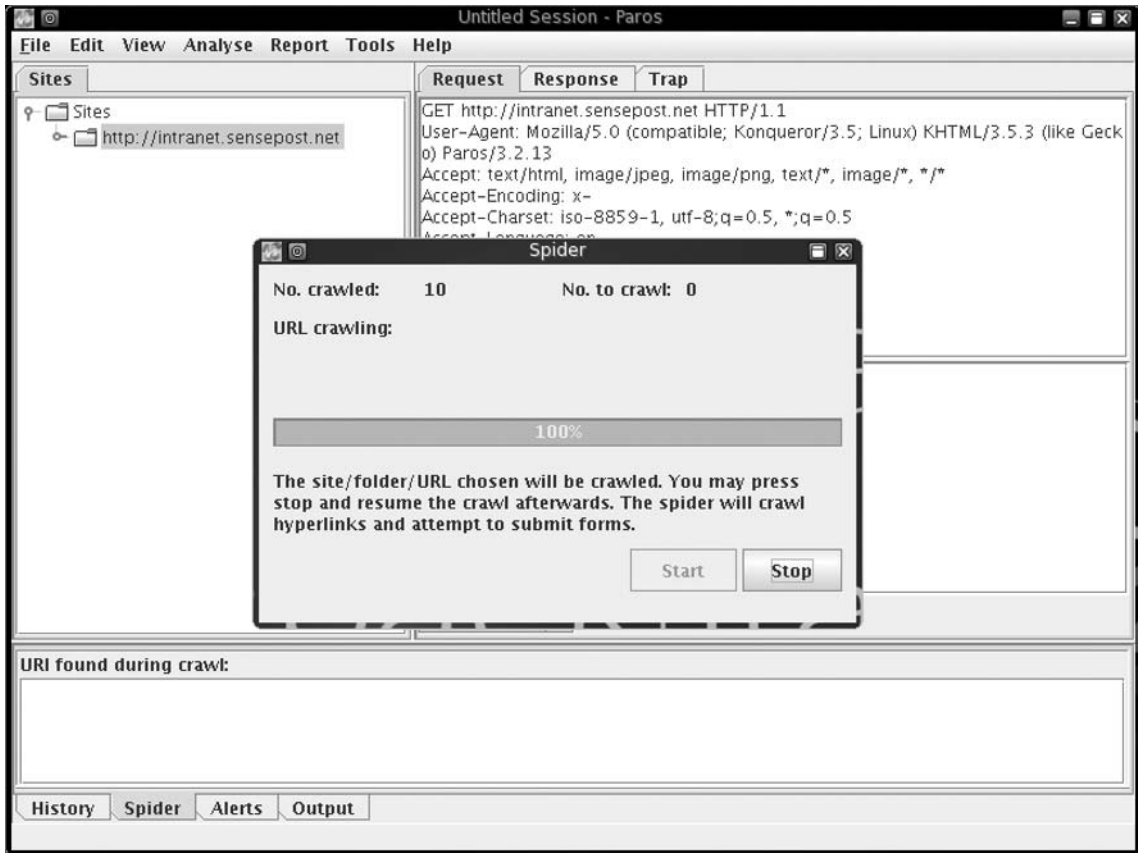 Untitled Session - Paros
File Edit View Analyse Report Tools Help
Sites
Request Response Trap
Sites
http://intranet.sensepost.net
GET http://intranet.sensepost.net HTTP/1.1
User-Agent: Mozilla/5.0 (compatible; Konqueror/3.5; Linux) KHTML/3.5.3 (like Geck
o) Paros/3.2.13
Accept: text/html, image/jpeg, image/png, text/*, image/*, */*
Accept-Encoding: x-
Accept-Charset: iso-8859-1, utf-8;q=0.5, *;q=0.5
Accept-Language: en
Spider
No. crawled: 10 No. to crawl: 0
URL crawling:
100%
The site/folder/URL chosen will be crawled. You may press
stop and resume the crawl afterwards. The spider will crawl
hyperlinks and attempt to submit forms.
Start Stop
URI found during crawl:
History Spider Alerts Output